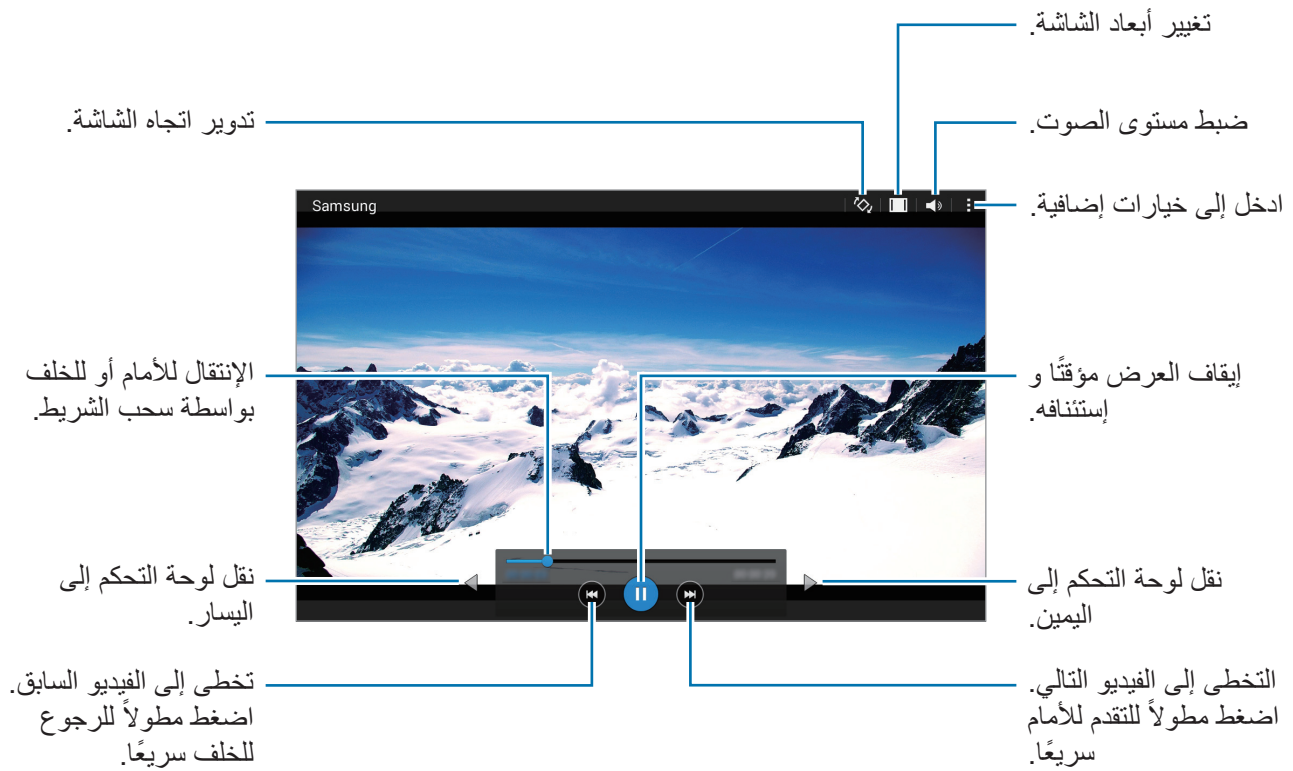 تغيير أبعاد الشاشة.
تدوير اتجاه الشاشة.
ضبط مستوى الصوت.
ادخل إلى خيارات إضافية.
Samsung
إيقاف العرض مؤقتًا و
إستئنافه.
الإنتقال للأمام أو للخلف
بواسطة سحب الشريط.
نقل لوحة التحكم إلى
اليمين.
نقل لوحة التحكم إلى
اليسار.
التخطى إلى الفيديو التالي.
اضغط مطولاً للتقدم للأمام
سريعًا.
تخطى إلى الفيديو السابق.
اضغط مطولاً للرجوع
للخلف سريعًا.